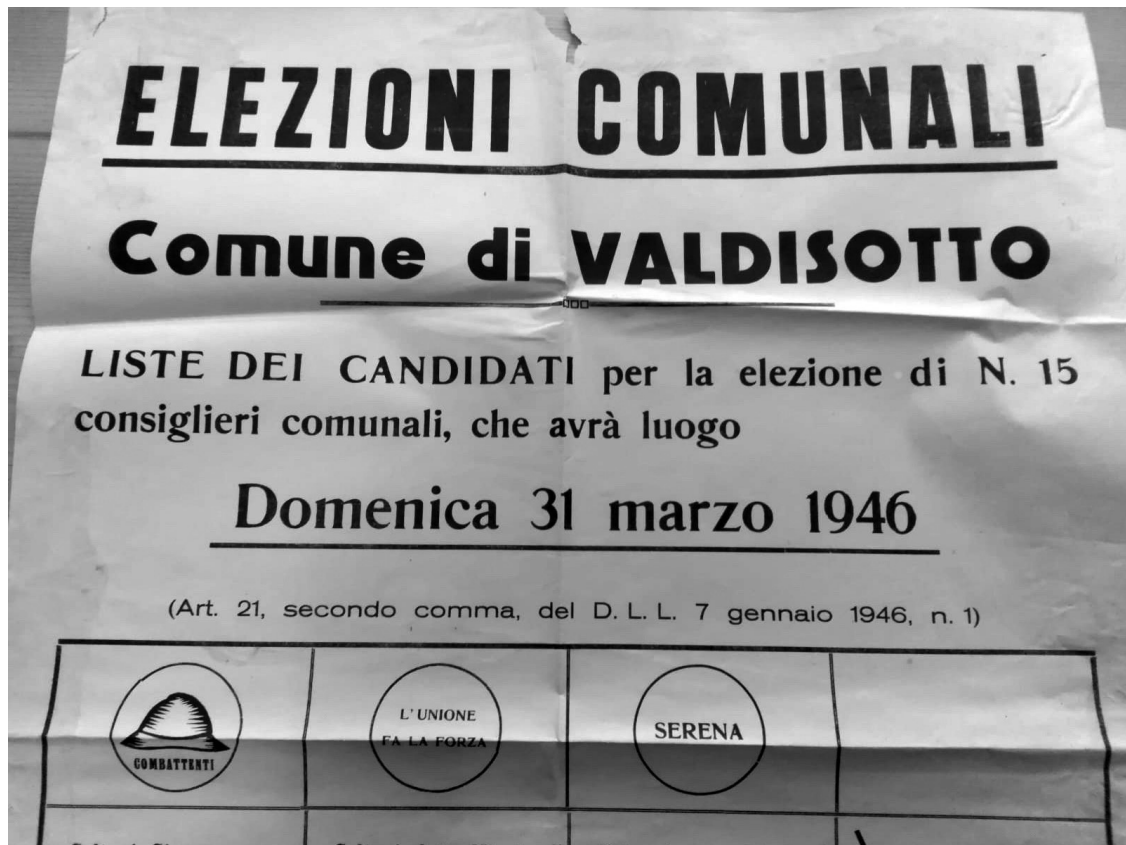 ELEZIONI COMUNALI
Comune di VALDISOTTO
LISTE DEI CANDIDATI per la elezione di N. 15
consiglieri comunali, che avrà luogo
Domenica 31 marzo 1946
(Art. 21, secondo comma, del D. L. L. 7 gennaio 1946, n. 1)
COMBATTENTI
L' UNIONE
FA LA FORZA
SERENA